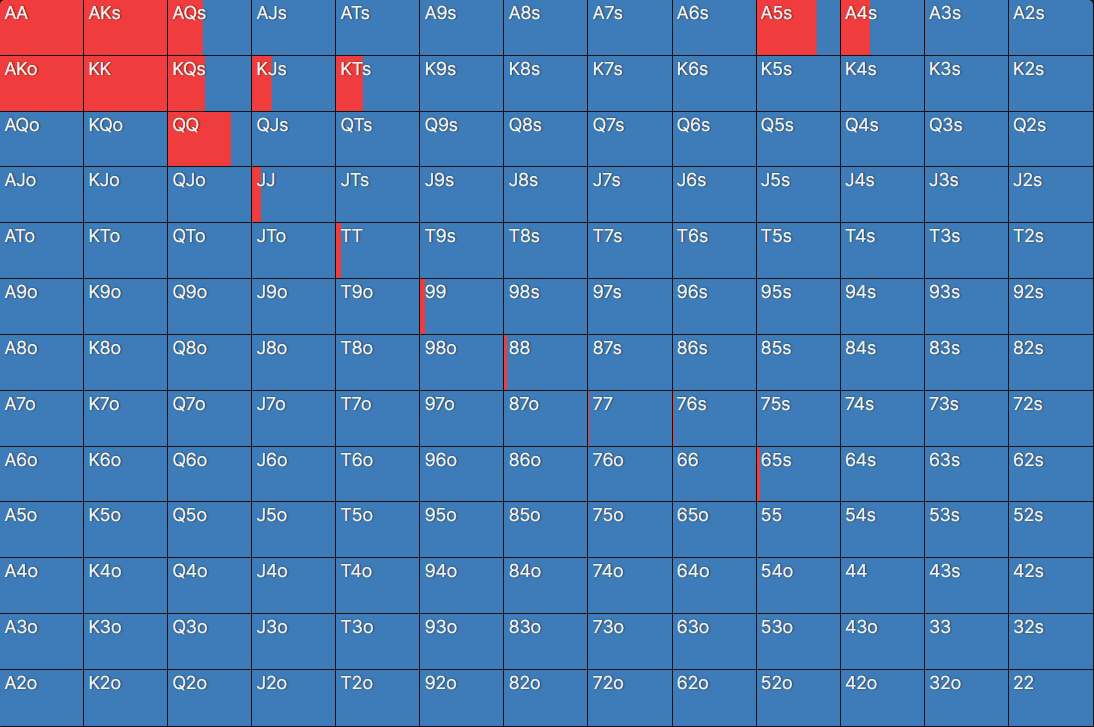 AA AKs AQs AJs ATs A9s A8s A7s A6s A5s A4s A3s A2s
AKo KK KQs KJs KTs K9s K8s K7s K6s K5s K4s K3s K2s
AQo KQo QQ QJs QTs Q9s Q8s Q7s Q6s Q5s Q4s Q3s Q2s
AJo KJo QJo JJ JTs J9s J8s J7s J6s J5s J4s J3s J2s
ATo KTo QTo JTo TT T9s T8s T7s T6s T5s T4s T3s T2s
A9o K9o Q9o J9o T9o 99 98s 97s 96s 95s 94s 93s 92s
A8o K8o Q8o J8o T8o 98o 88 87s 86s 85s 84s 83s 82s
A7o K7o Q7o J7o T7o 97o 87o 77 76s 75s 74s 73s 72s
A6o K6o Q6o J6o T6o 96o 86o 76o 66 65s 64s 63s 62s
A5o K5o Q5o J5o T5o 95o 85o 75o 65o 55 54s 53s 52s
A4o K4o Q4o J4o T4o 94o 84o 74o 64o 54o 44 43s 42s
A3o K3o Q3o J3o T3o 93o 83o 73o 63o 53o 43o 33 32s
A2o K2o Q2o J2o T2o 92o 82o 72o 62o 52o 42o 32o 22